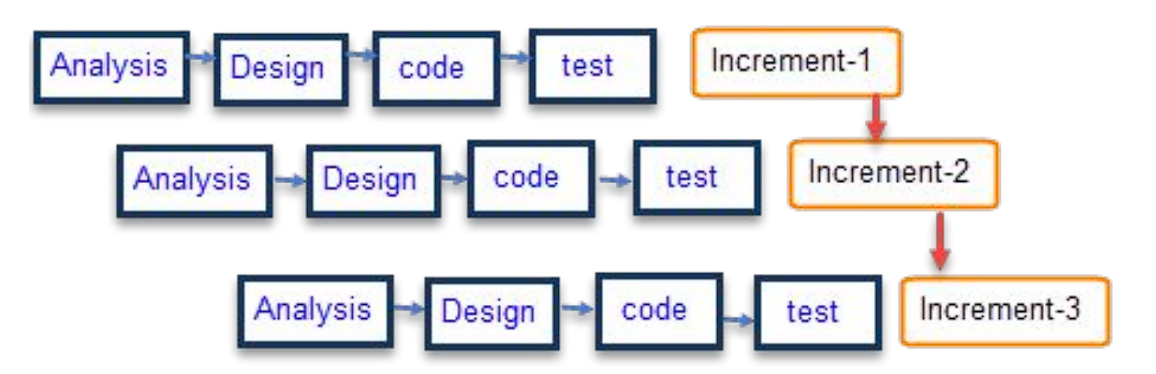 Analysis Design code test Increment-1
Analysis Design code test Increment-2
Analysis Design code test Increment-3